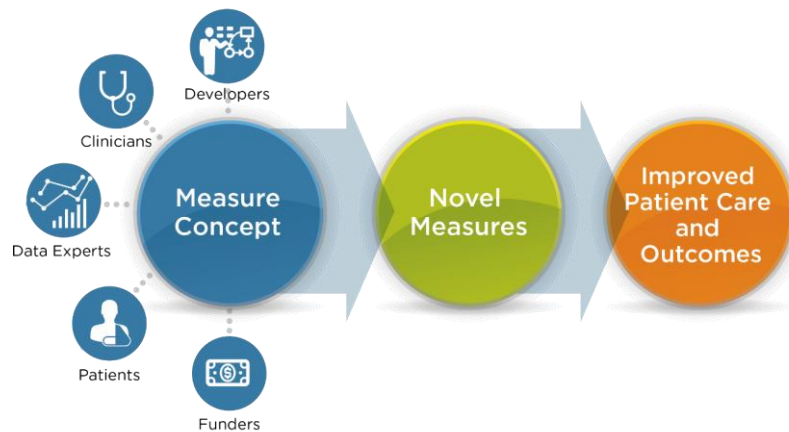 Developers
Clinicians
Data Experts
Patients
Funders
Measure
Concept
Novel
Measures
Improved
Patient Care
and
Outcomes